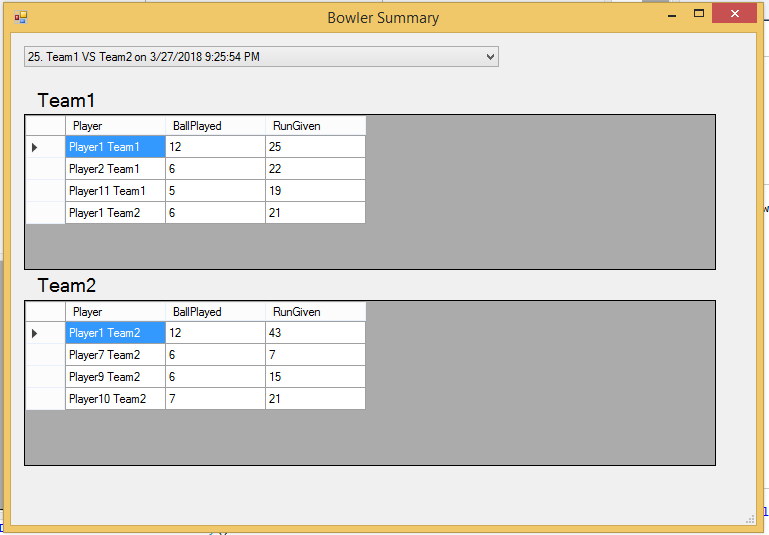 Bowler Summary
25. Team1 VS Team2 on 3/27/2018 9:25:54 PM
Team1
Player BallPlayed RunGiven
Player1 Team1 12 25
Player2 Team1 6 22
Player11 Team1 5 19
Player1 Team2 6 21
Team2
Player BallPlayed RunGiven
Player1 Team2 12 43
Player7 Team2 6 7
Player9 Team2 6 15
Player10 Team2 7 21